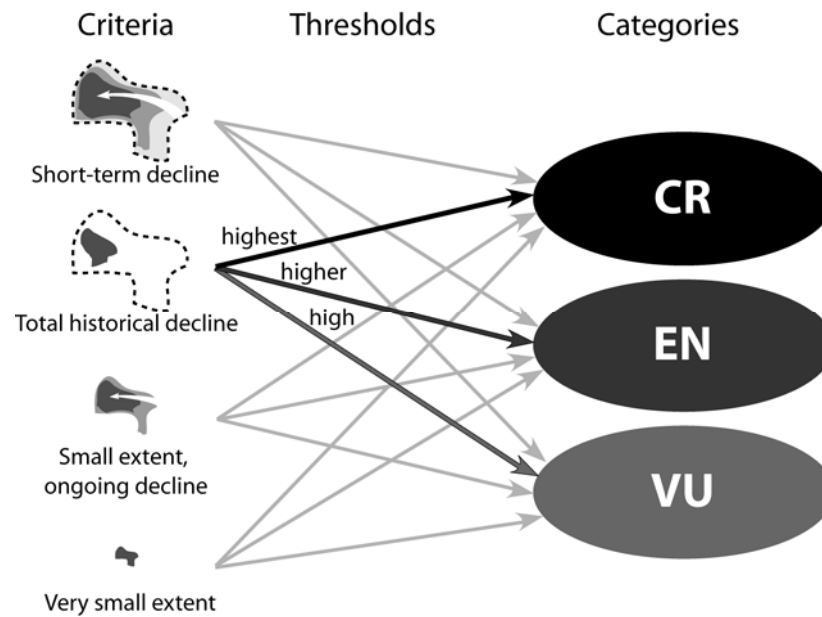 Criteria Thresholds Categories
Short-term decline
CR
highest
higher
Total historical decline
high
EN
Small extent,
ongoing decline
VU
Very small extent